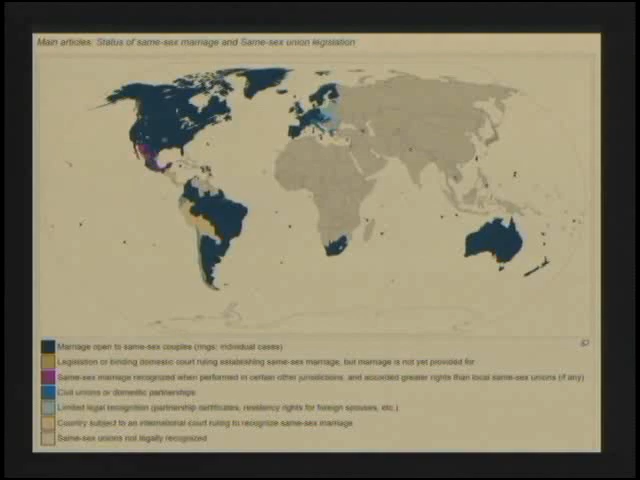 Main articles: Status of same-sex marriage and Same-sex union legislation
Marriage open to same-sex couples (rings: individual cases)
Legislation or binding domestic court ruling establishing same-sex marriage, but marriage is not yet provided for
Same-sex marriage recognized when performed in certain other jurisdictions, and accorded greater rights than local same-sex unions (if any)
Civil unions or domestic partnerships
Limited legal recognition (partnership certificates, residency rights for foreign spouses, etc.)
Country subject to an international court ruling to recognize same-sex marriage
Same-sex unions not legally recognized